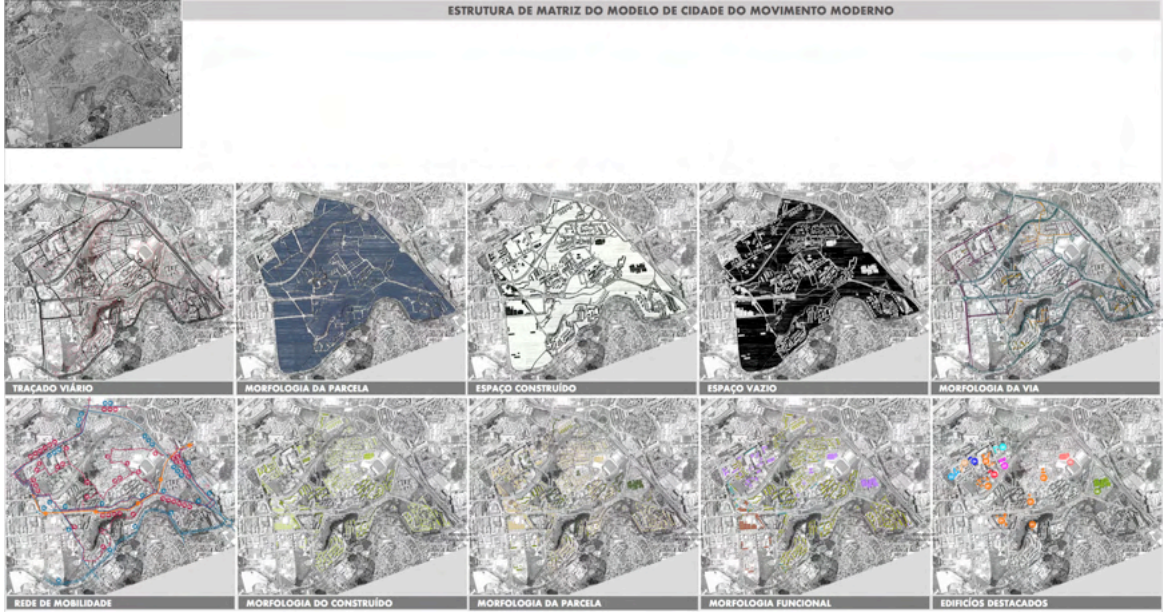 ESTRUTURA DE MATRIZ DO MODELO DE CIDADE DO MOVIMENTO MODERNO
TRAÇADO VIÁRIO
MORFOLOGIA DA PARCELA
ESPAÇO CONSTRUÍDO
ESPAÇO VAZIO
MORFOLOGIA DA VIA
REDE DE MOBILIDADE
MORFOLOGIA DO CONSTRUÍDO
MORFOLOGIA DA PARCELA
MORFOLOGIA FUNCIONAL
EDIFICÍOS DESTACADOS